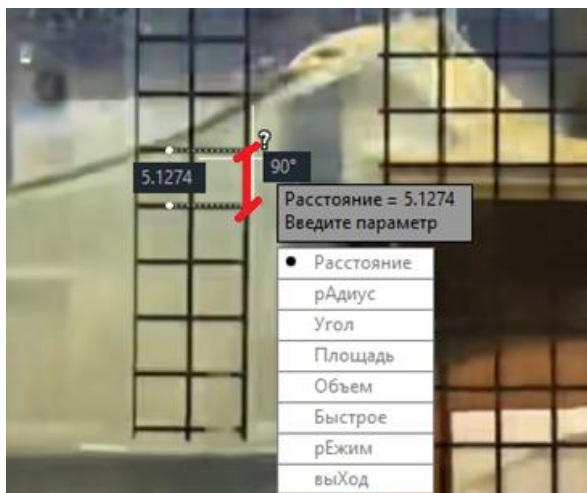 ?
5.1274
90°
Расстояние = 5.1274
Введите параметр
Расстояние
рАдиус
Угол
Площадь
Объем
Быстрое
рЕжим
выХод